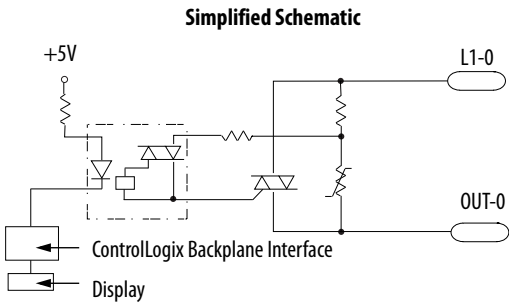 Simplified Schematic
+5V
L1-0
OUT-0
ControlLogix Backplane Interface
Display